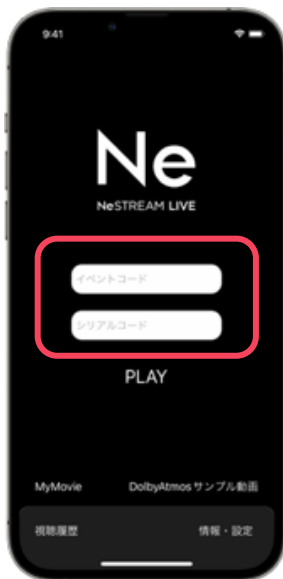 9:41
Ne
NeSTREAM LIVE
イベントコード
シリアルコード
PLAY
MyMovie
DolbyAtmos サンプル動画
視聴履歴
情報・設定